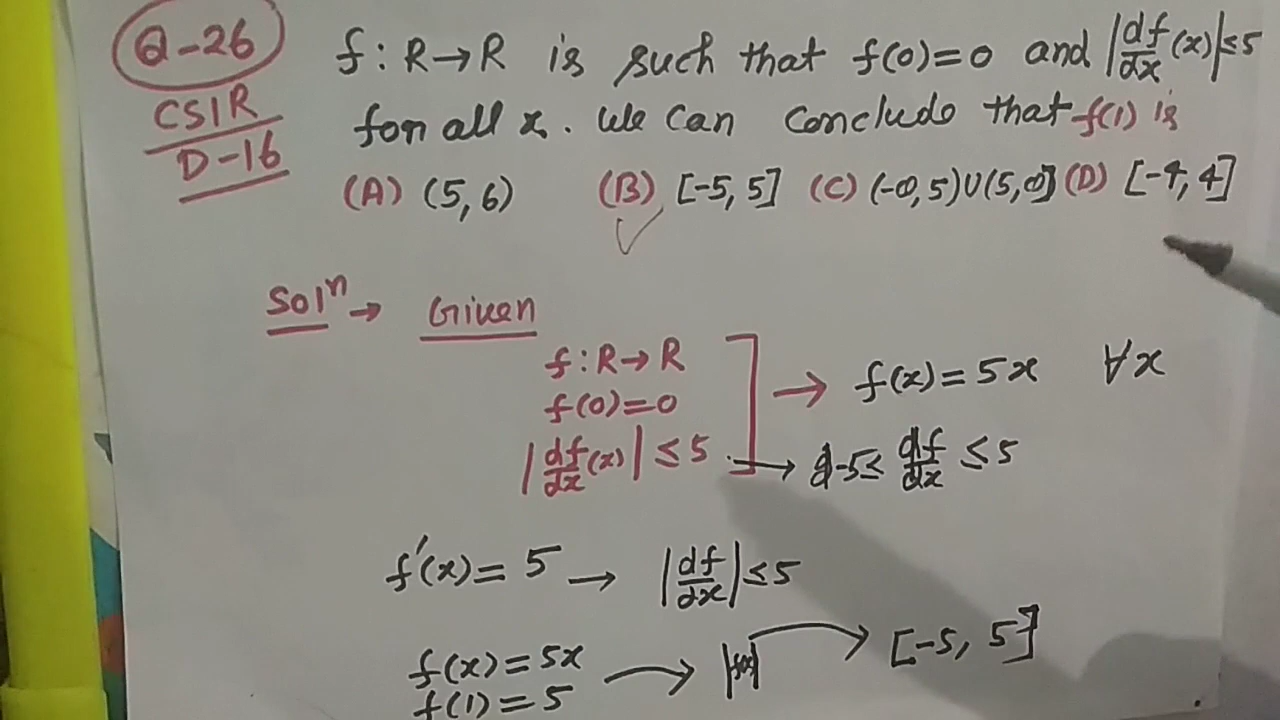 Q-26
CSIR
D-16
f : R→R is such that f(0)=0 and |df/dx (x)|≤5
for all x. We can conclude that f(1) is
(A) (5, 6) (B) [-5, 5] (C) (-∞, 5)∪(5, ∞) (D) [-4, 4]
Solⁿ → Given
f : R→R
f(0)=0 → f(x)=5x ∀x
|df/dx (x)| ≤ 5 → -5≤ df/dx ≤5
f'(x)= 5 → |df/dx|≤5
f(x)=5x → |f(x)| → [-5, 5]
f(1)=5